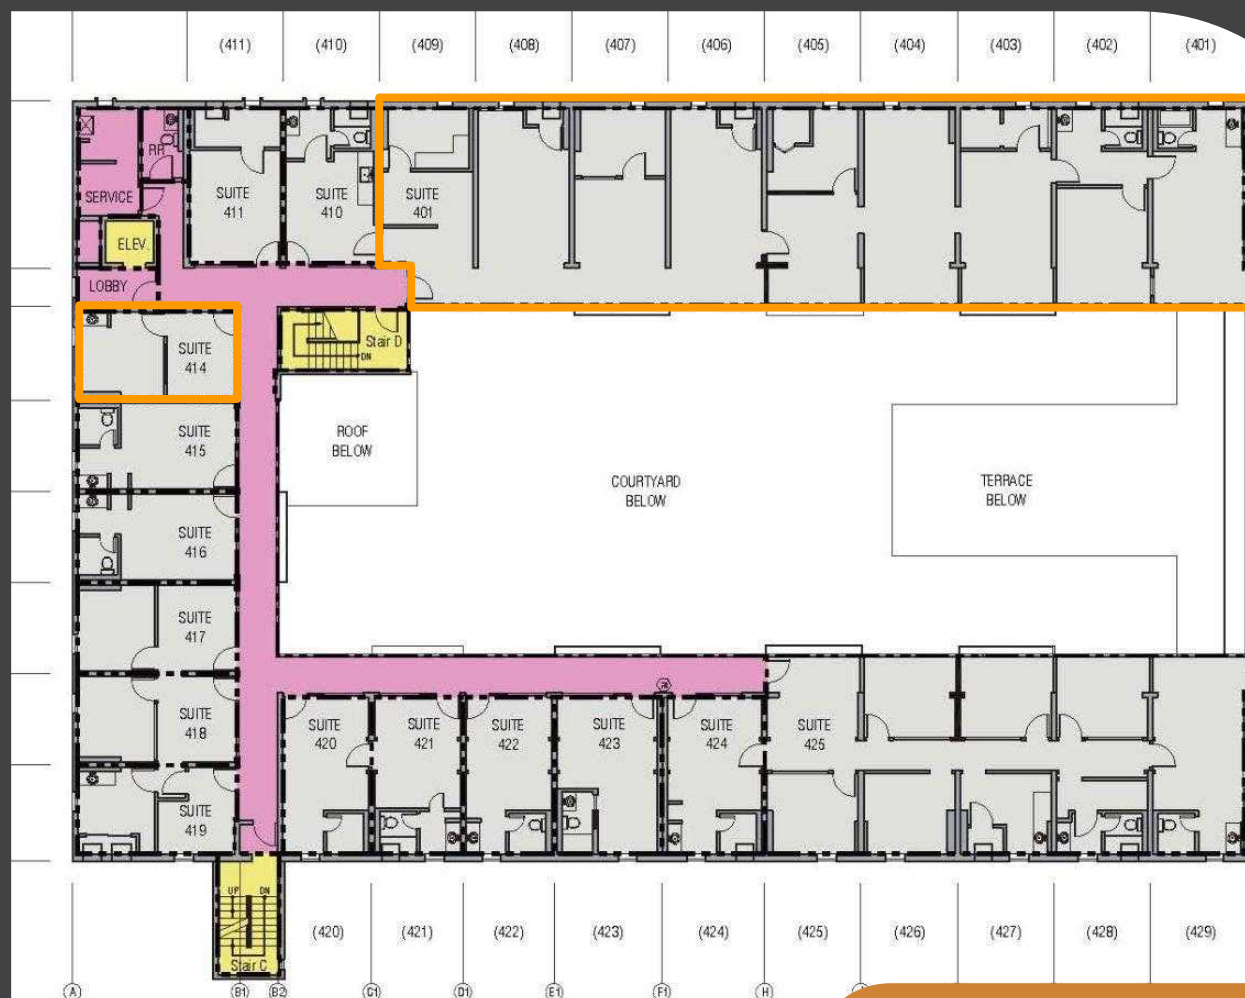 (411)
(410)
(409)
(408)
(407)
(406)
(405)
(404)
(403)
(402)
(401)
RR
SERVICE
ELEV.
LOBBY
SUITE
411
SUITE
410
SUITE
401
SUITE
414
Stair D
DN
SUITE
415
ROOF
BELOW
COURTYARD
BELOW
TERRACE
BELOW
SUITE
416
SUITE
417
SUITE
418
SUITE
419
SUITE
420
SUITE
421
SUITE
422
SUITE
423
SUITE
424
SUITE
425
UP
DN
Stair C
(420)
(421)
(422)
(423)
(424)
(425)
(426)
(427)
(428)
(429)
A
B1
B2
C1
D1
E1
F1
H